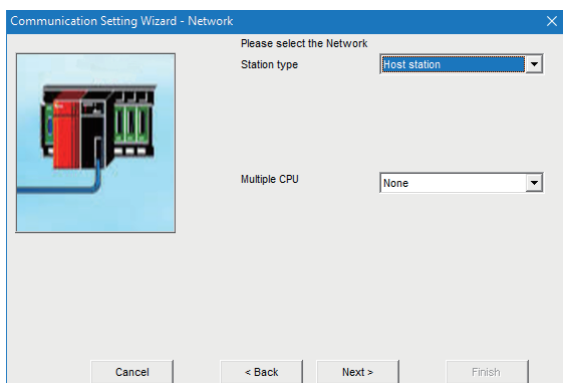 Communication Setting Wizard - Network
Please select the Network
Station type
Host station
Multiple CPU
None
Cancel
< Back
Next >
Finish